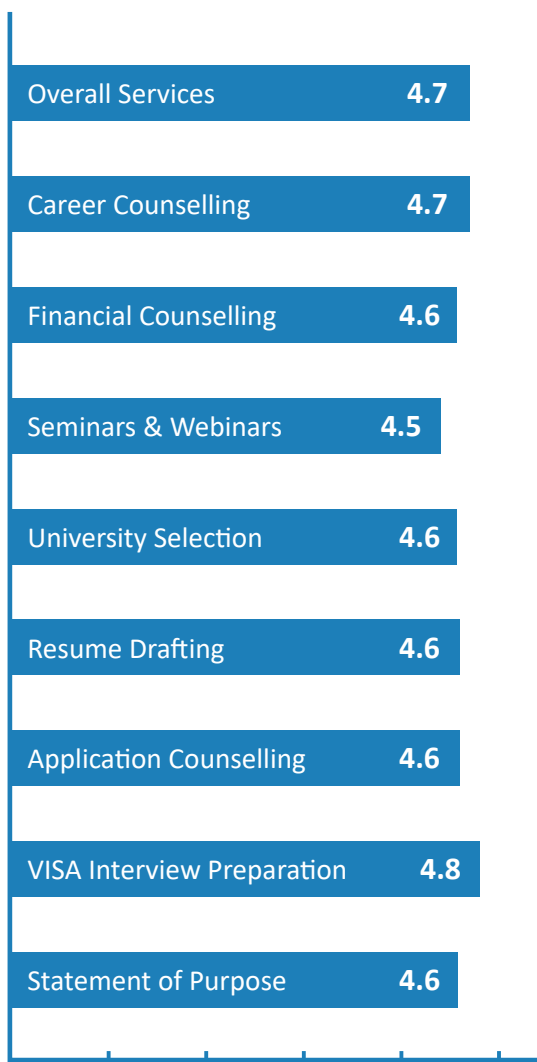 Overall Services 4.7
Career Counselling 4.7
Financial Counselling 4.6
Seminars & Webinars 4.5
University Selection 4.6
Resume Drafting 4.6
Application Counselling 4.6
VISA Interview Preparation 4.8
Statement of Purpose 4.6